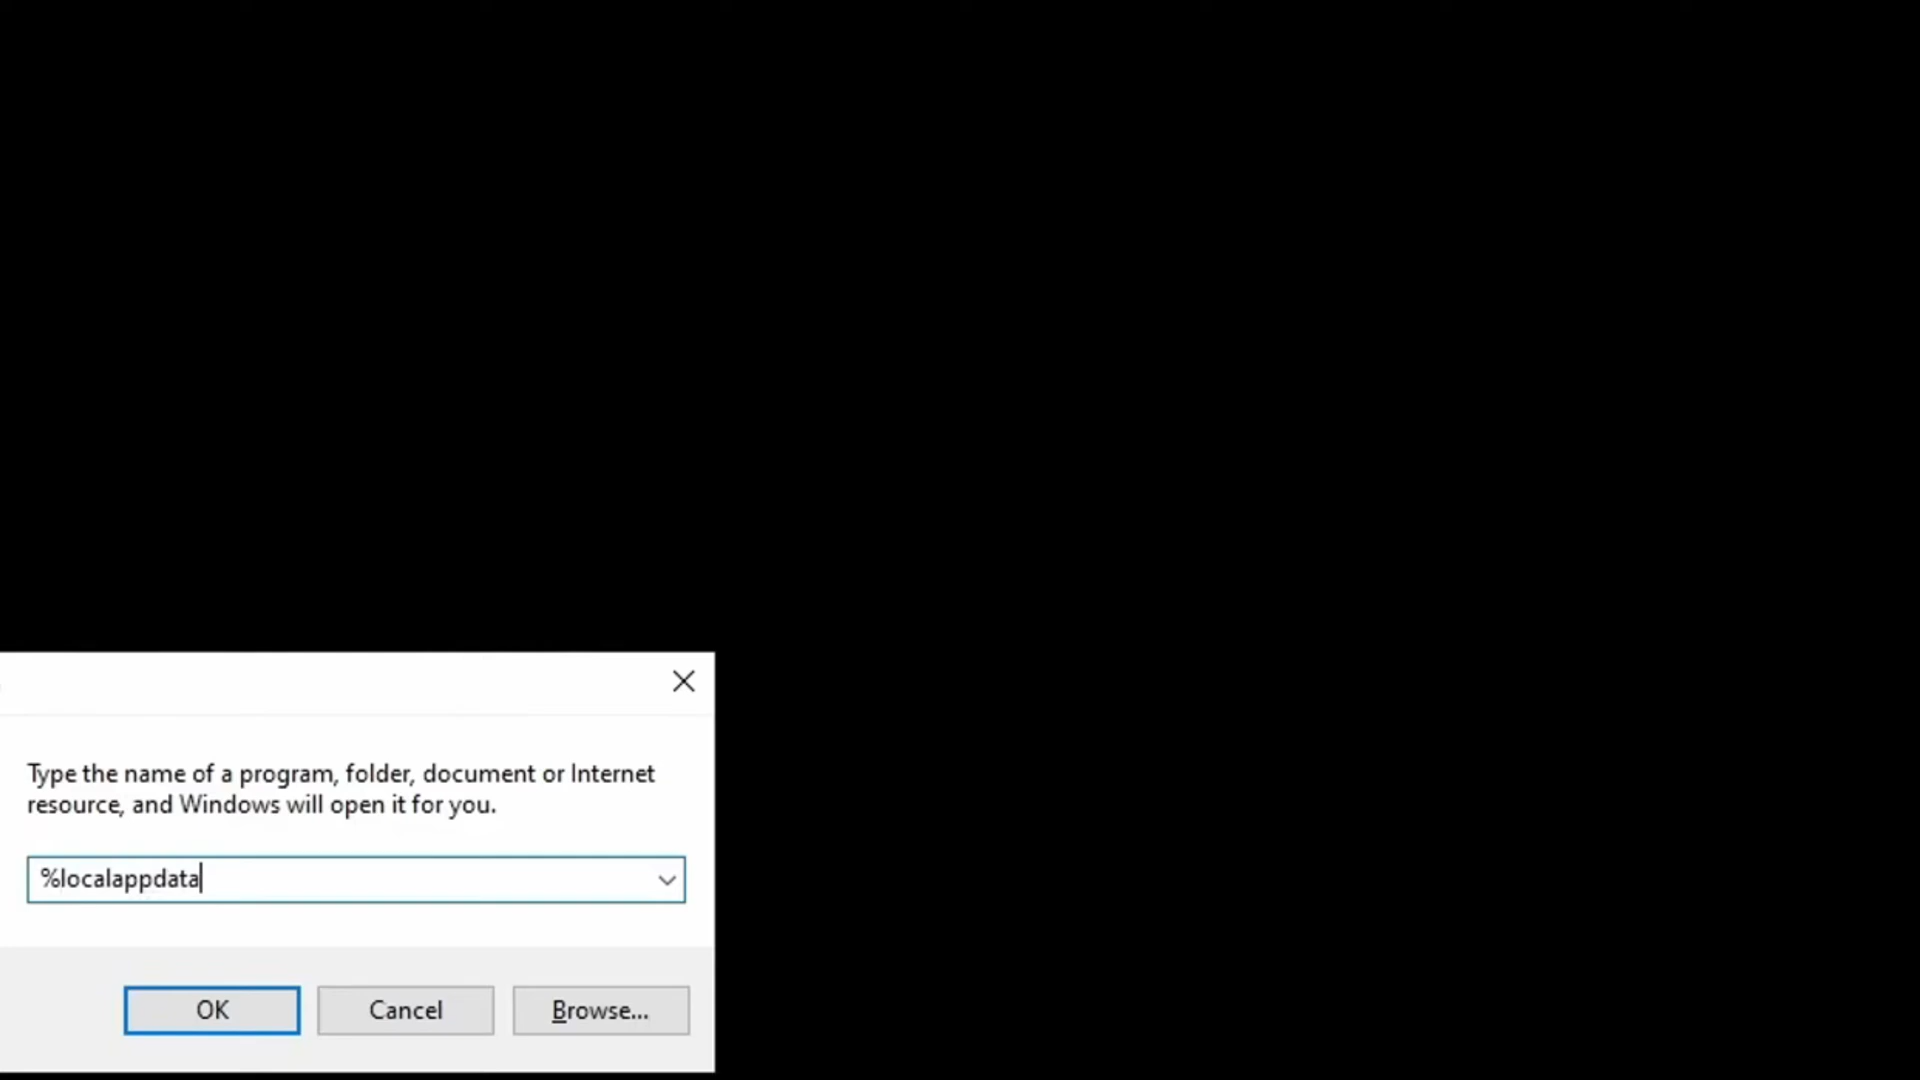 Type the name of a program, folder, document or Internet
resource, and Windows will open it for you.
%localappdata
OK
Cancel
Browse...